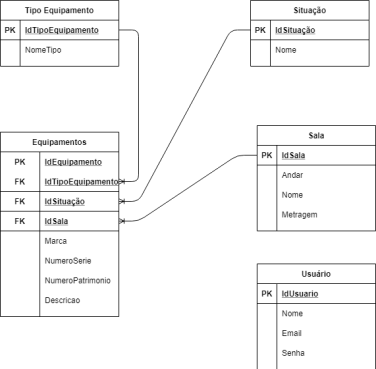 Tipo Equipamento
PK IdTipoEquipamento
NomeTipo
Situação
PK IdSituação
Nome
Equipamentos
PK IdEquipamento
FK IdTipoEquipamento
FK IdSituação
FK IdSala
Marca
NumeroSerie
NumeroPatrimonio
Descricao
Sala
PK IdSala
Andar
Nome
Metragem
Usuário
PK IdUsuario
Nome
Email
Senha